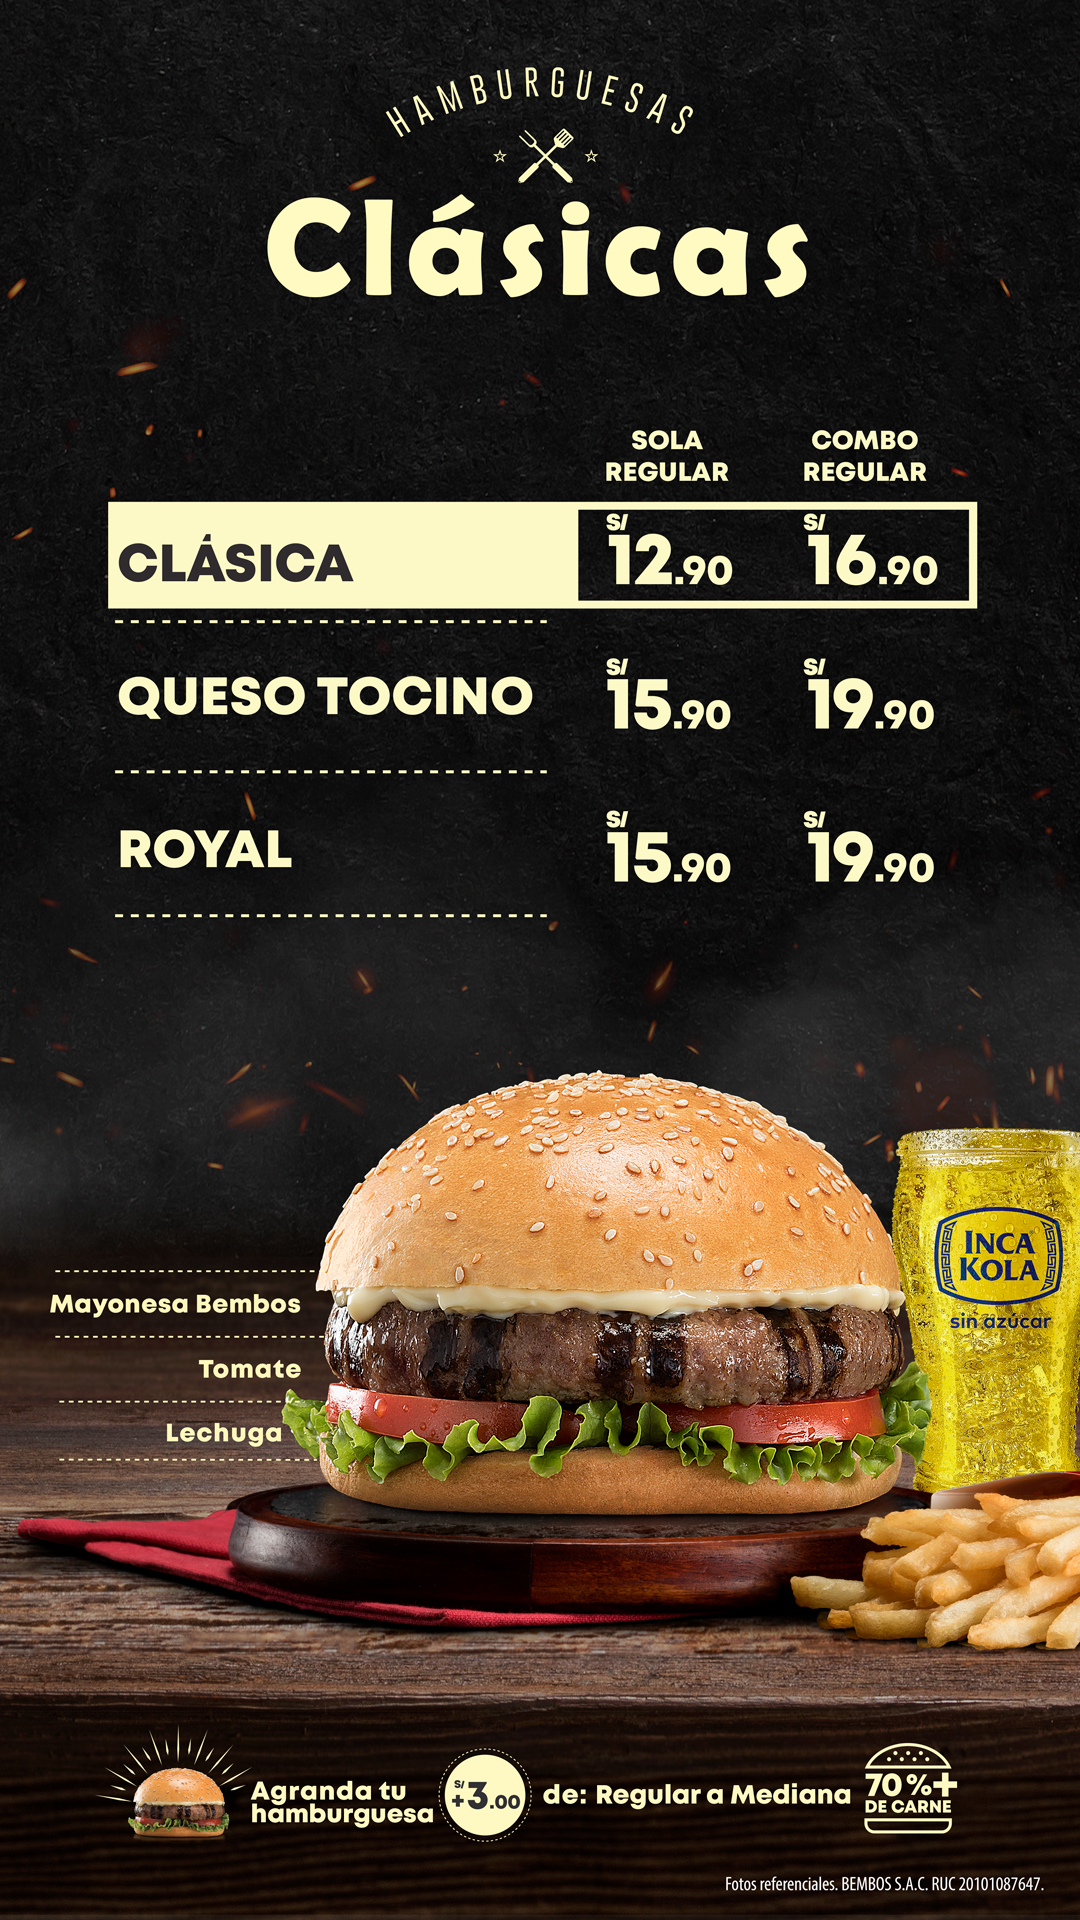 HAMBURGUESAS
Clásicas
SOLA REGULAR
COMBO REGULAR
CLÁSICA S/ 12.90 S/ 16.90
QUESO TOCINO S/ 15.90 S/ 19.90
ROYAL S/ 15.90 S/ 19.90
INCA
KOLA
sin azúcar
Mayonesa Bembos
Tomate
Lechuga
Agranda tu
hamburguesa
S/ +3.00
de: Regular a Mediana
70%+
DE CARNE
Fotos referenciales. BEMBOS S.A.C. RUC 20101087647.